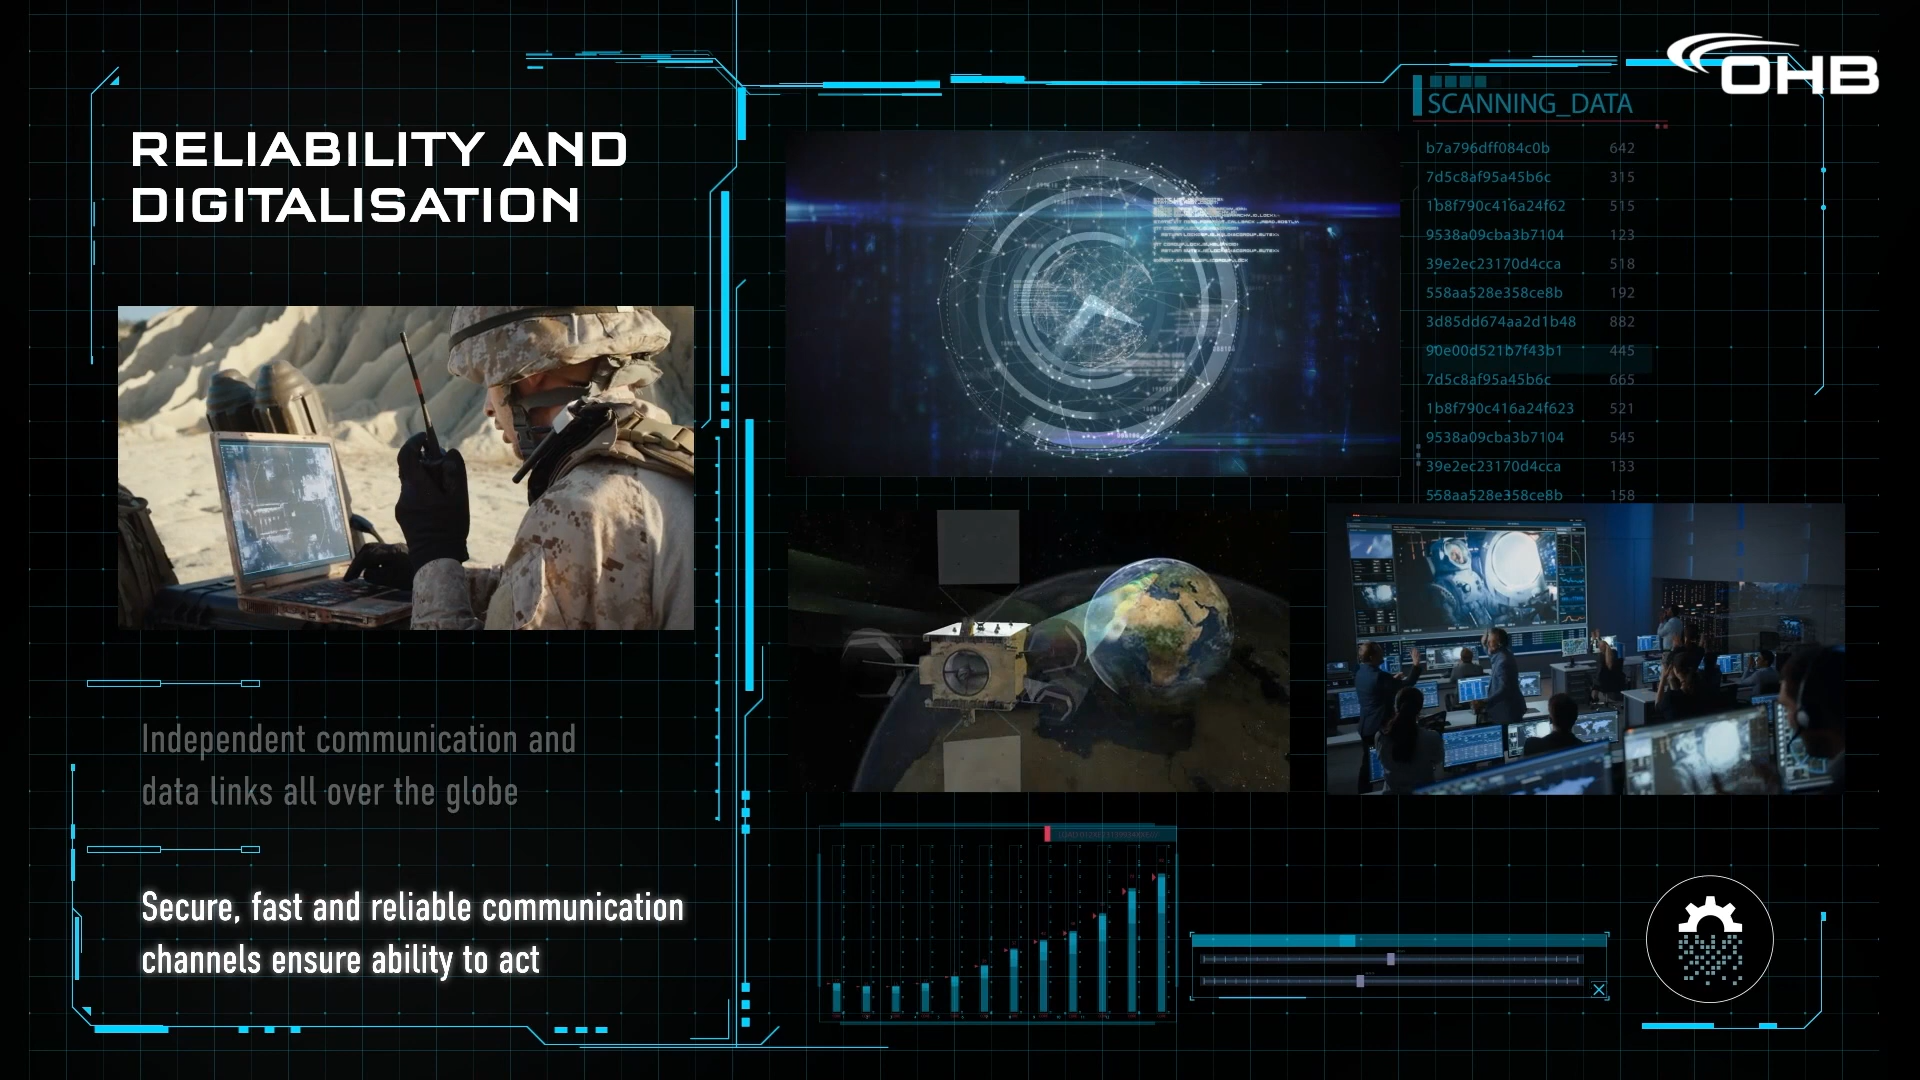 OHB
RELIABILITY AND
DIGITALISATION
Independent communication and
data links all over the globe
Secure, fast and reliable communication
channels ensure ability to act
SCANNING_DATA
b7a796dff084c0b 642
7d5c8af95a45b6c 315
1b8f790c416a24f62 515
9538a09cba3b7104 123
39e2ec23170d4cca 518
558aa528e358ce8b 192
3d85dd674aa2d1b48 882
90e00d521b7f43b1 445
7d5c8af95a45b6c 665
1b8f790c416a24f623 521
9538a09cba3b7104 545
39e2ec23170d4cca 133
558aa528e358ce8b 158